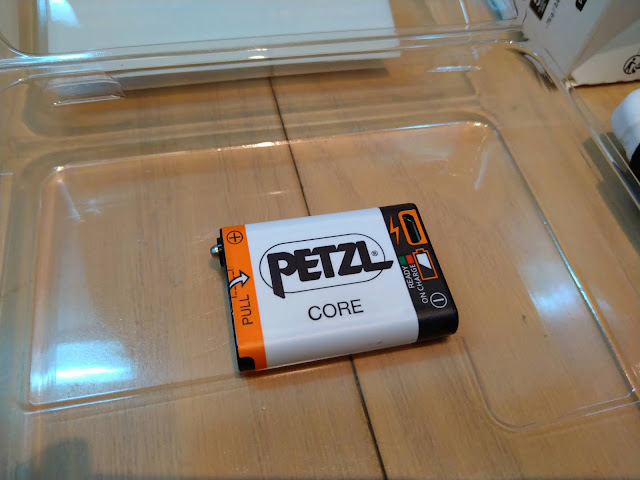 PETZL®
CORE
PULL
READY
ON CHARGE